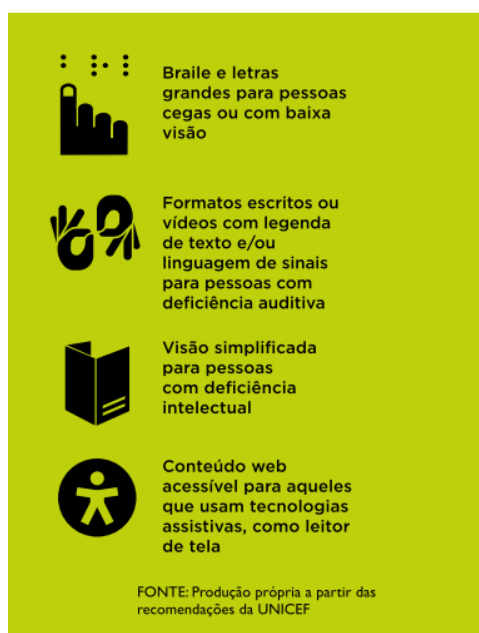 Braile e letras
grandes para pessoas
cegas ou com baixa
visão
Formatos escritos ou
vídeos com legenda
de texto e/ou
linguagem de sinais
para pessoas com
deficiência auditiva
Visão simplificada
para pessoas
com deficiência
intelectual
Conteúdo web
acessível para aqueles
que usam tecnologias
assistivas, como leitor
de tela
FONTE: Produção própria a partir das
recomendações da UNICEF